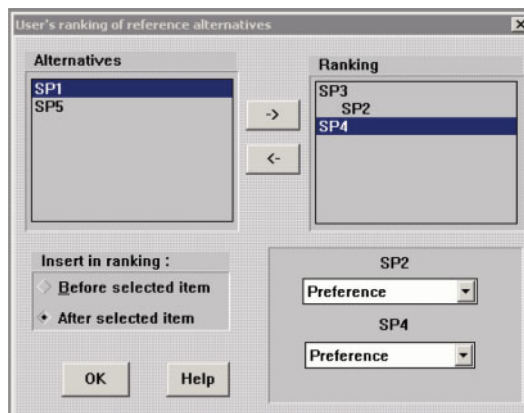 User's ranking of reference alternatives
Alternatives
SP1
SP5
->
<-
Ranking
SP3
SP2
SP4
Insert in ranking :
Before selected item
After selected item
OK
Help
SP2
Preference
SP4
Preference